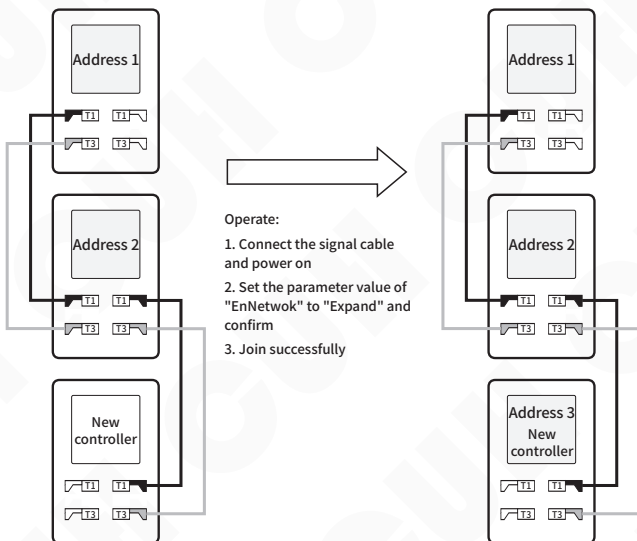 Address 1
T1 T1
T3 T3
Address 2
T1 T1
T3 T3
New
controller
T1 T1
T3 T3
Operate:
1. Connect the signal cable
and power on
2. Set the parameter value of
"EnNetwok" to "Expand" and
confirm
3. Join successfully
Address 1
T1 T1
T3 T3
Address 2
T1 T1
T3 T3
Address 3
New
controller
T1 T1
T3 T3